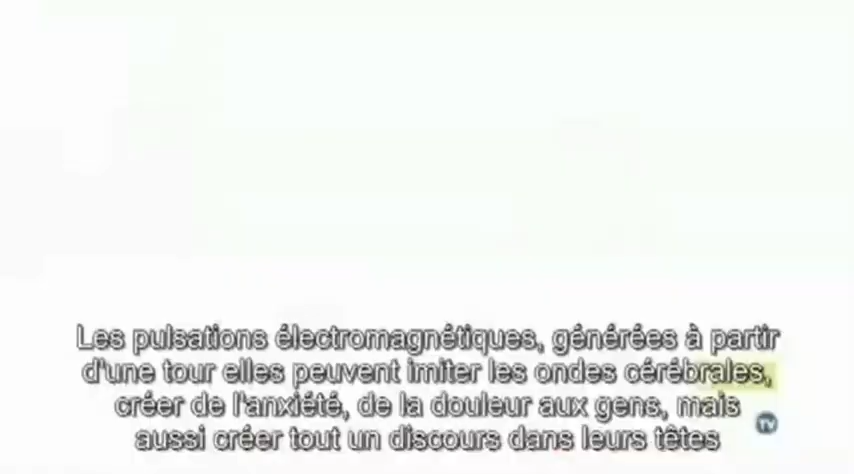 Les pulsations électromagnétiques, générées à partir
d'une tour elles peuvent imiter les ondes cérébrales,
créer de l'anxiété, de la douleur aux gens, mais
aussi créer tout un discours dans leurs têtes
TV